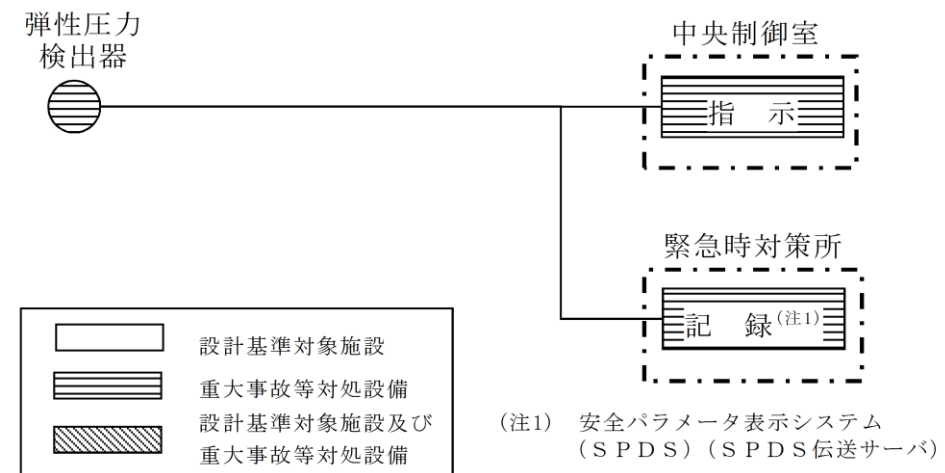 弾性圧力
検出器
中央制御室
指　示
緊急時対策所
記　録(注1)
設計基準対象施設
重大事故等対処設備
設計基準対象施設及び
重大事故等対処設備
(注1)　安全パラメータ表示システム
(ＳＰＤＳ)(ＳＰＤＳ伝送サーバ)